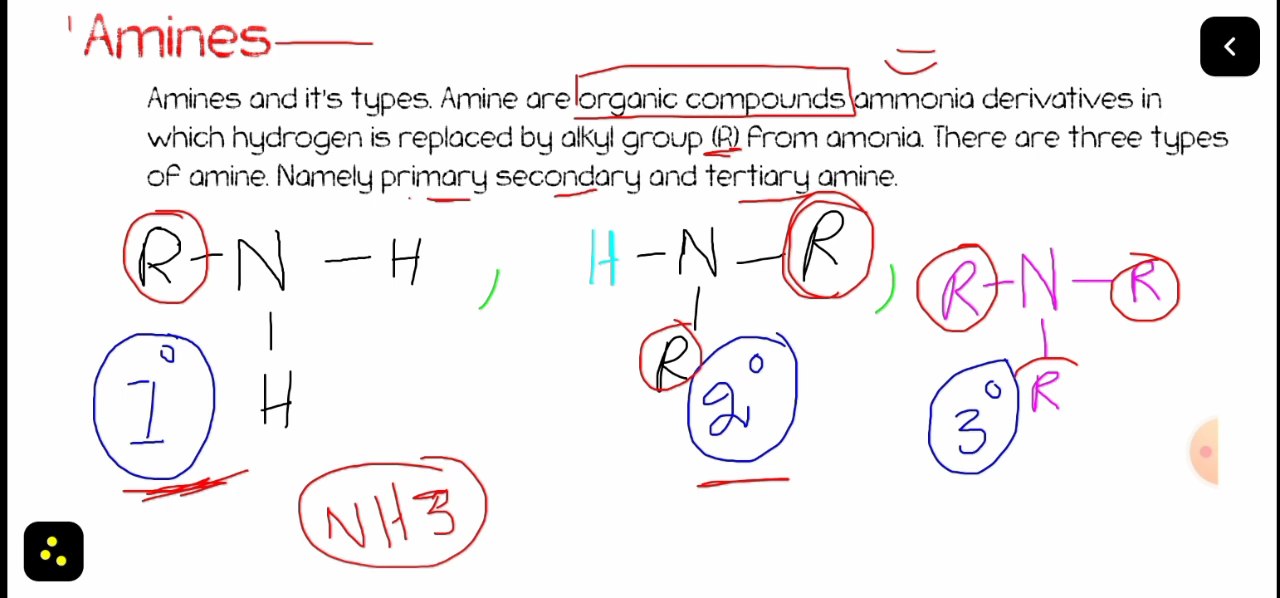 Amines
Amines and it's types. Amine are organic compounds ammonia derivatives in
which hydrogen is replaced by alkyl group (R) from amonia. There are three types
of amine. Namely primary secondary and tertiary amine.
R-N-H, H-N-R, R-N-R
H R R
1° 2° 3°
NH3